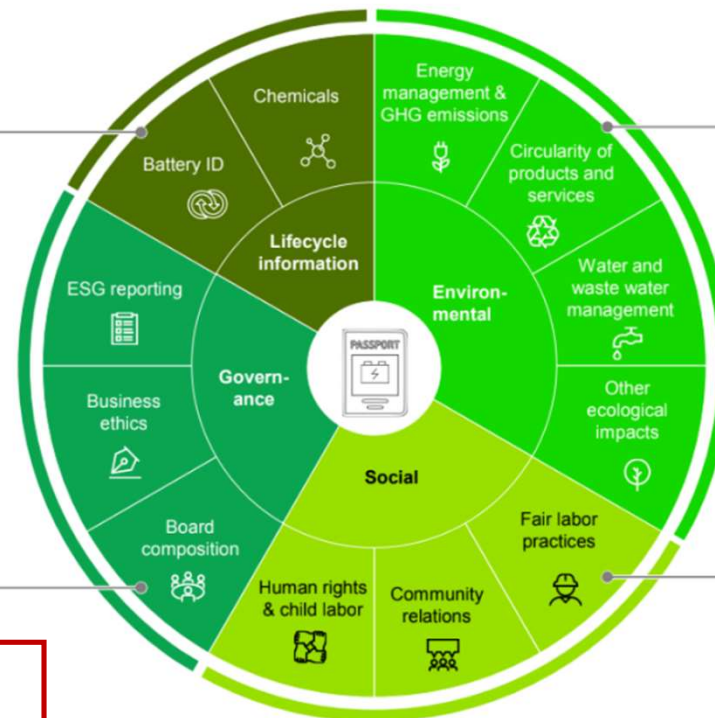 Chemicals
Battery ID
Lifecycle
information
Energy
management &
GHG emissions
Circularity of
products and
services
Water and
waste water
management
Other
ecological
impacts
Environ-
mental
ESG reporting
Business
ethics
Board
composition
Govern-
ance
PASSPORT
Social
Human rights
& child labor
Community
relations
Fair labor
practices